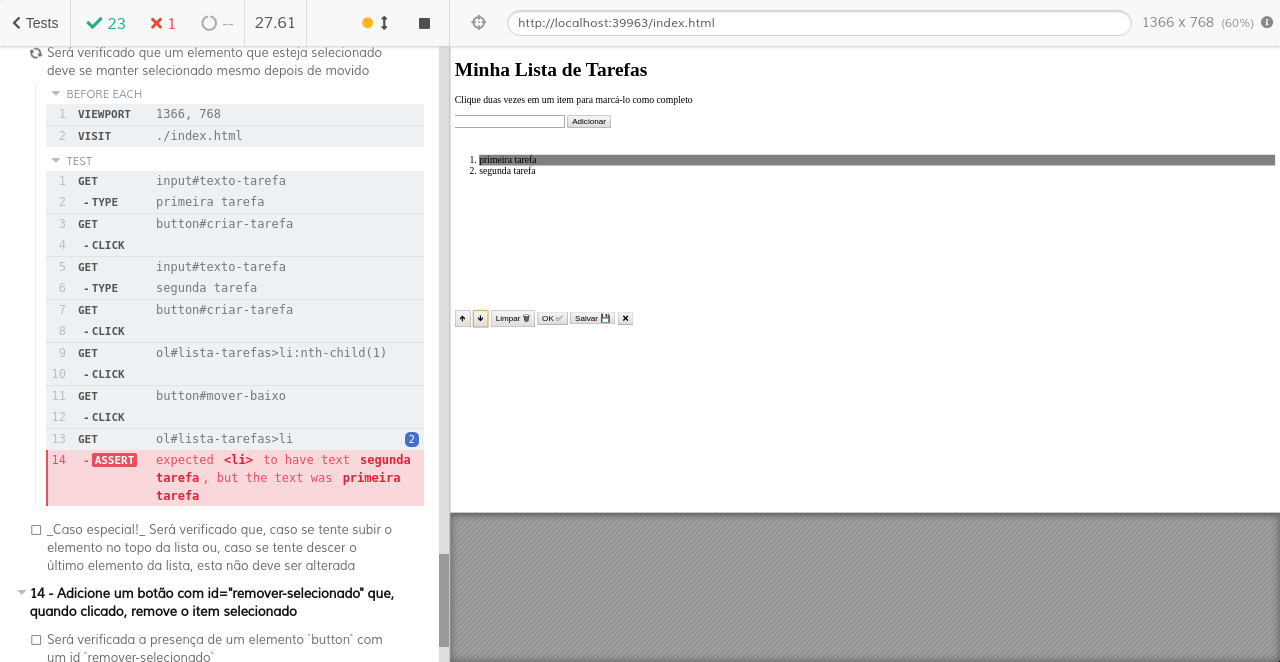 Tests 23 1 -- 27.61 http://localhost:39963/index.html 1366 x 768 (60%)
Será verificado que um elemento que esteja selecionado
deve se manter selecionado mesmo depois de movido
BEFORE EACH
1 VIEWPORT 1366, 768
2 VISIT ./index.html
TEST
1 GET input#texto-tarefa
2 -TYPE primeira tarefa
3 GET button#criar-tarefa
4 -CLICK
5 GET input#texto-tarefa
6 -TYPE segunda tarefa
7 GET button#criar-tarefa
8 -CLICK
9 GET ol#lista-tarefas>li:nth-child(1)
10 -CLICK
11 GET button#mover-baixo
12 -CLICK
13 GET ol#lista-tarefas>li 2
14 -ASSERT expected <li> to have text segunda
tarefa, but the text was primeira
tarefa
_Caso especial!_ Será verificado que, caso se tente subir o
elemento no topo da lista ou, caso se tente descer o
último elemento da lista, esta não deve ser alterada
14 - Adicione um botão com id="remover-selecionado" que,
quando clicado, remove o item selecionado
Será verificada a presença de um elemento `button` com
um id `remover-selecionado`
Minha Lista de Tarefas
Clique duas vezes em um item para marcá-lo como completo
Adicionar
1. primeira tarefa
2. segunda tarefa
Limpar OK Salvar